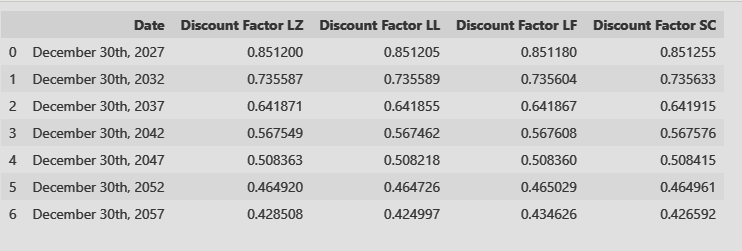 Date Discount Factor LZ Discount Factor LL Discount Factor LF Discount Factor SC
0 December 30th, 2027 0.851200 0.851205 0.851180 0.851255
1 December 30th, 2032 0.735587 0.735589 0.735604 0.735633
2 December 30th, 2037 0.641871 0.641855 0.641867 0.641915
3 December 30th, 2042 0.567549 0.567462 0.567608 0.567576
4 December 30th, 2047 0.508363 0.508218 0.508360 0.508415
5 December 30th, 2052 0.464920 0.464726 0.465029 0.464961
6 December 30th, 2057 0.428508 0.424997 0.434626 0.426592